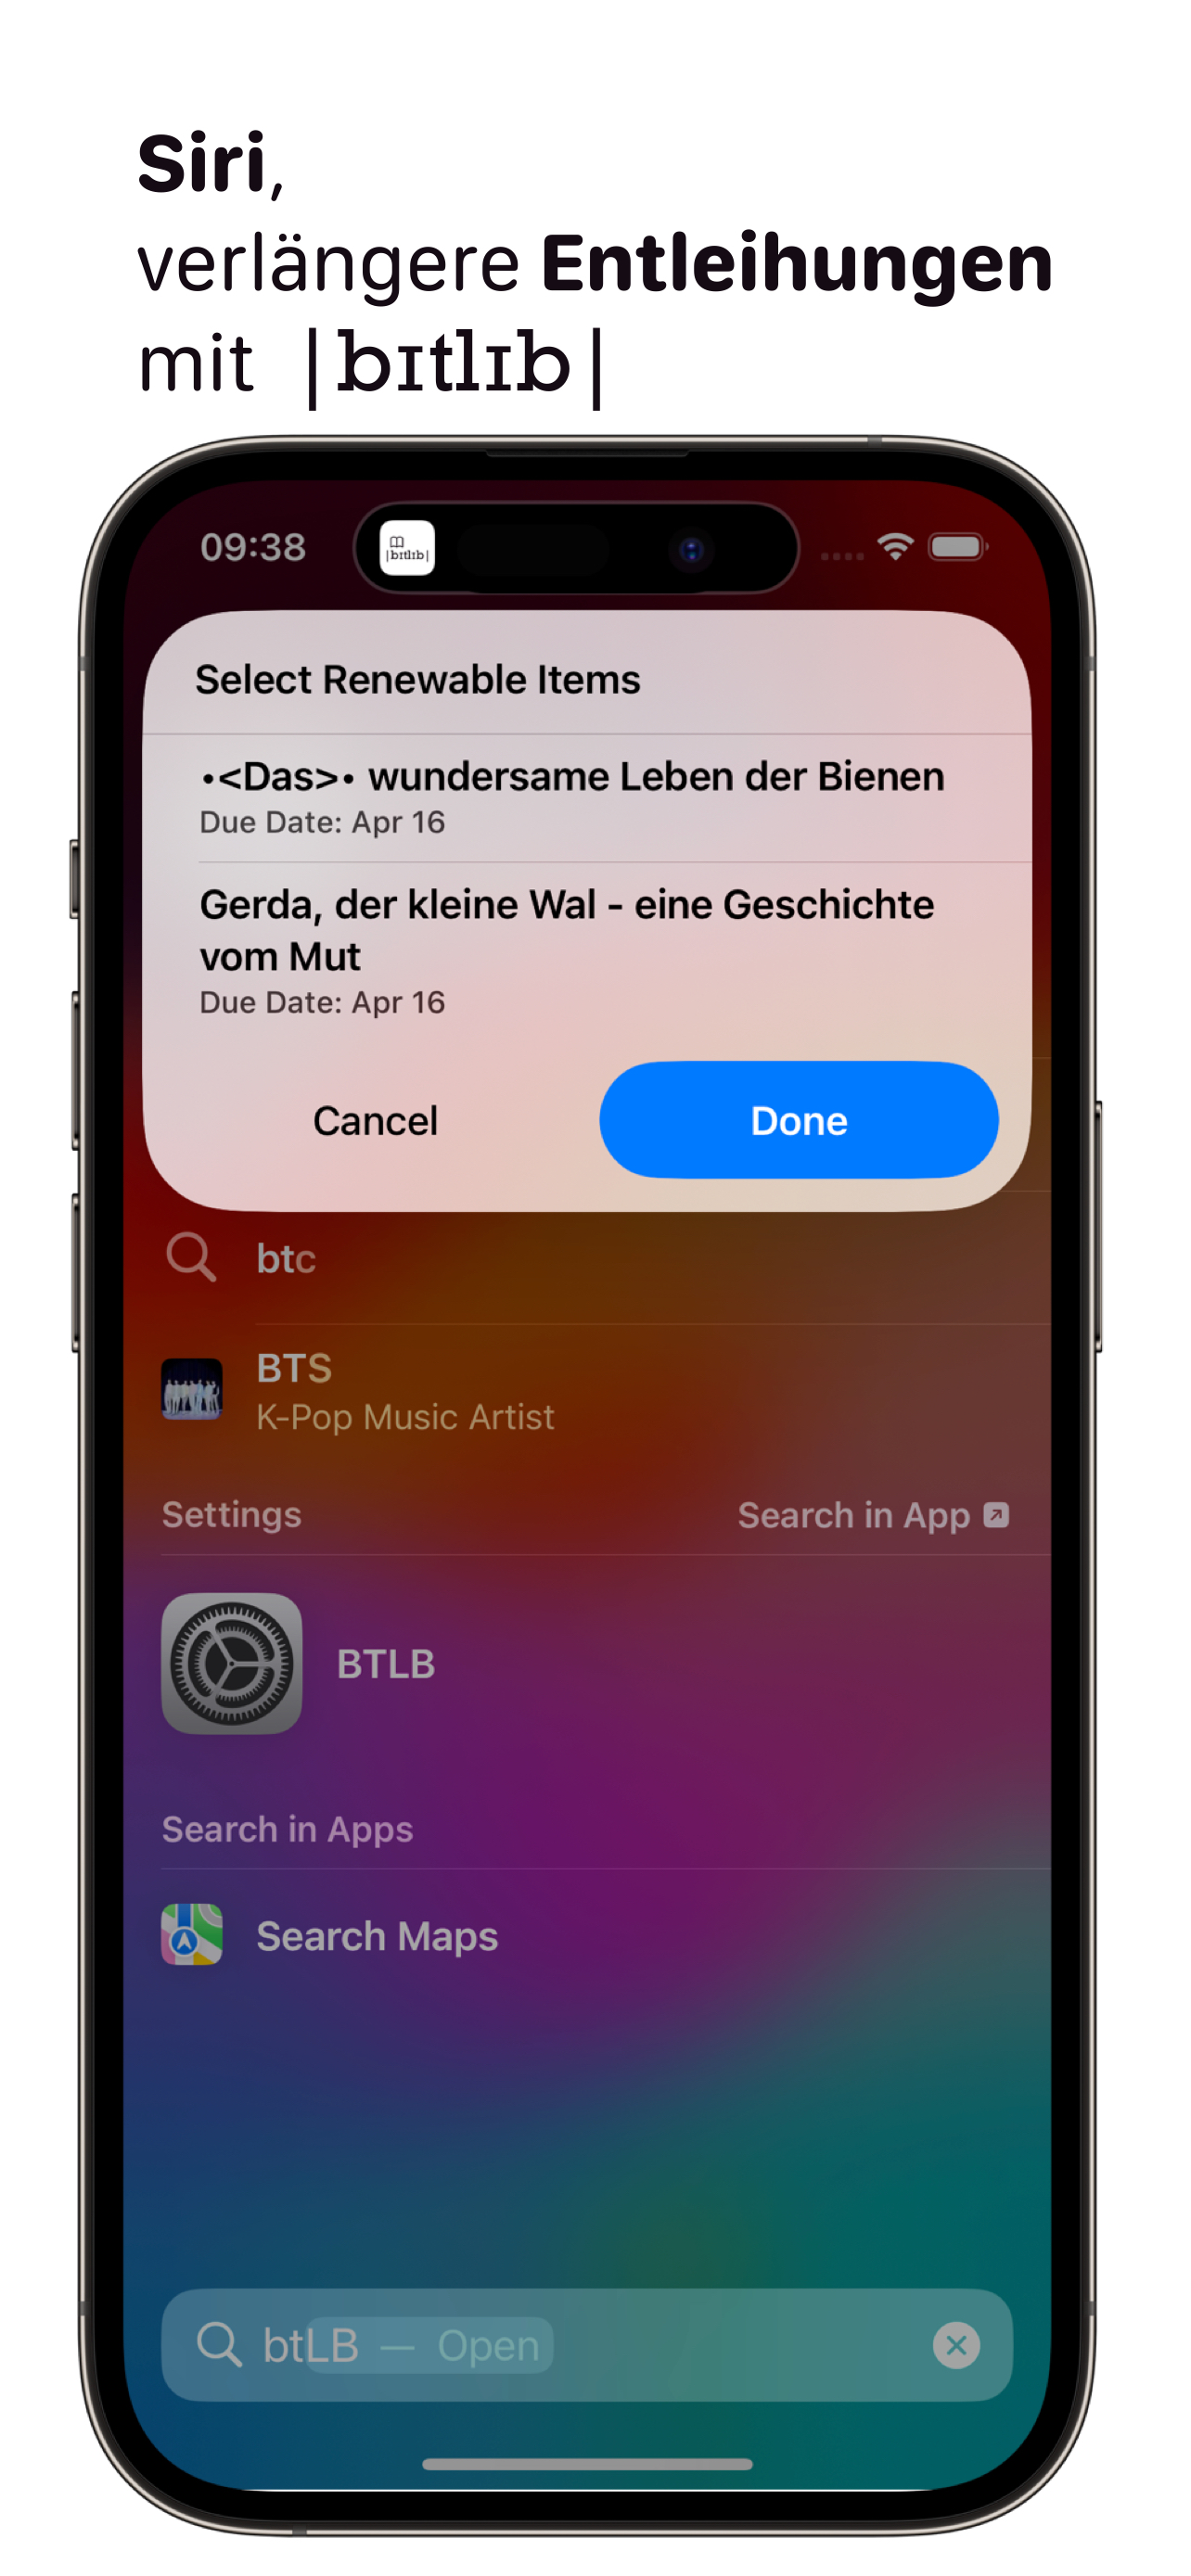 Siri,
verlängere Entleihungen
mit |bɪtlɪb|
09:38
|bɪtlɪb|
Select Renewable Items
•<Das>• wundersame Leben der Bienen
Due Date: Apr 16
Gerda, der kleine Wal - eine Geschichte
vom Mut
Due Date: Apr 16
Cancel Done
btc
BTS
K-Pop Music Artist
Settings Search in App
BTLB
Search in Apps
Search Maps
btLB — Open